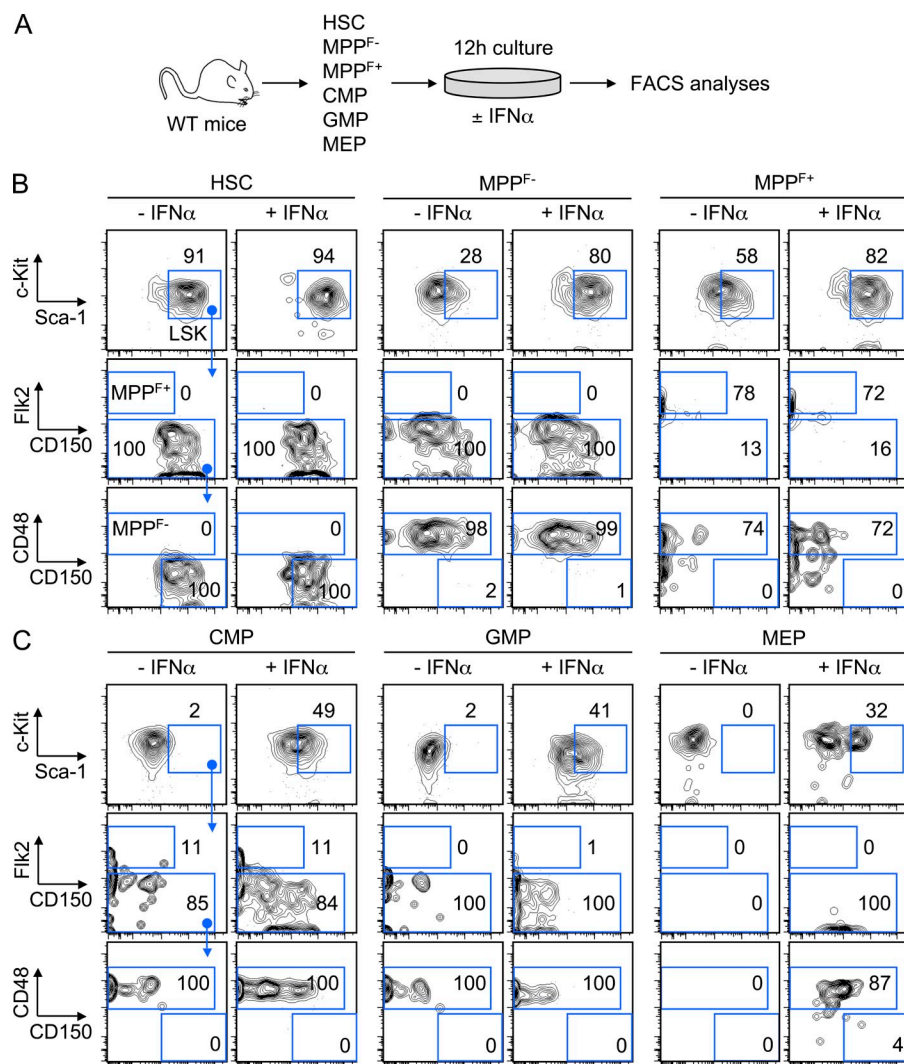 A
HSC
MPPF-
MPPF+
CMP
GMP
MEP
WT mice
12h culture
± IFNα
FACS analyses
B
HSC MPPF- MPPF+
- IFNα + IFNα - IFNα + IFNα - IFNα + IFNα
c-Kit
Sca-1
91 94 28 80 58 82
LSK
Flk2
CD150
MPPF+ 0 0 0 0 78 72
100 100 100 100 13 16
CD48
CD150
MPPF- 0 0 98 99 74 72
100 100 2 1 0 0
C
CMP GMP MEP
- IFNα + IFNα - IFNα + IFNα - IFNα + IFNα
c-Kit
Sca-1
2 49 2 41 0 32
Flk2
CD150
11 11 0 1 0 0
85 84 100 100 0 100
CD48
CD150
100 100 100 100 0 87
0 0 0 0 0 4